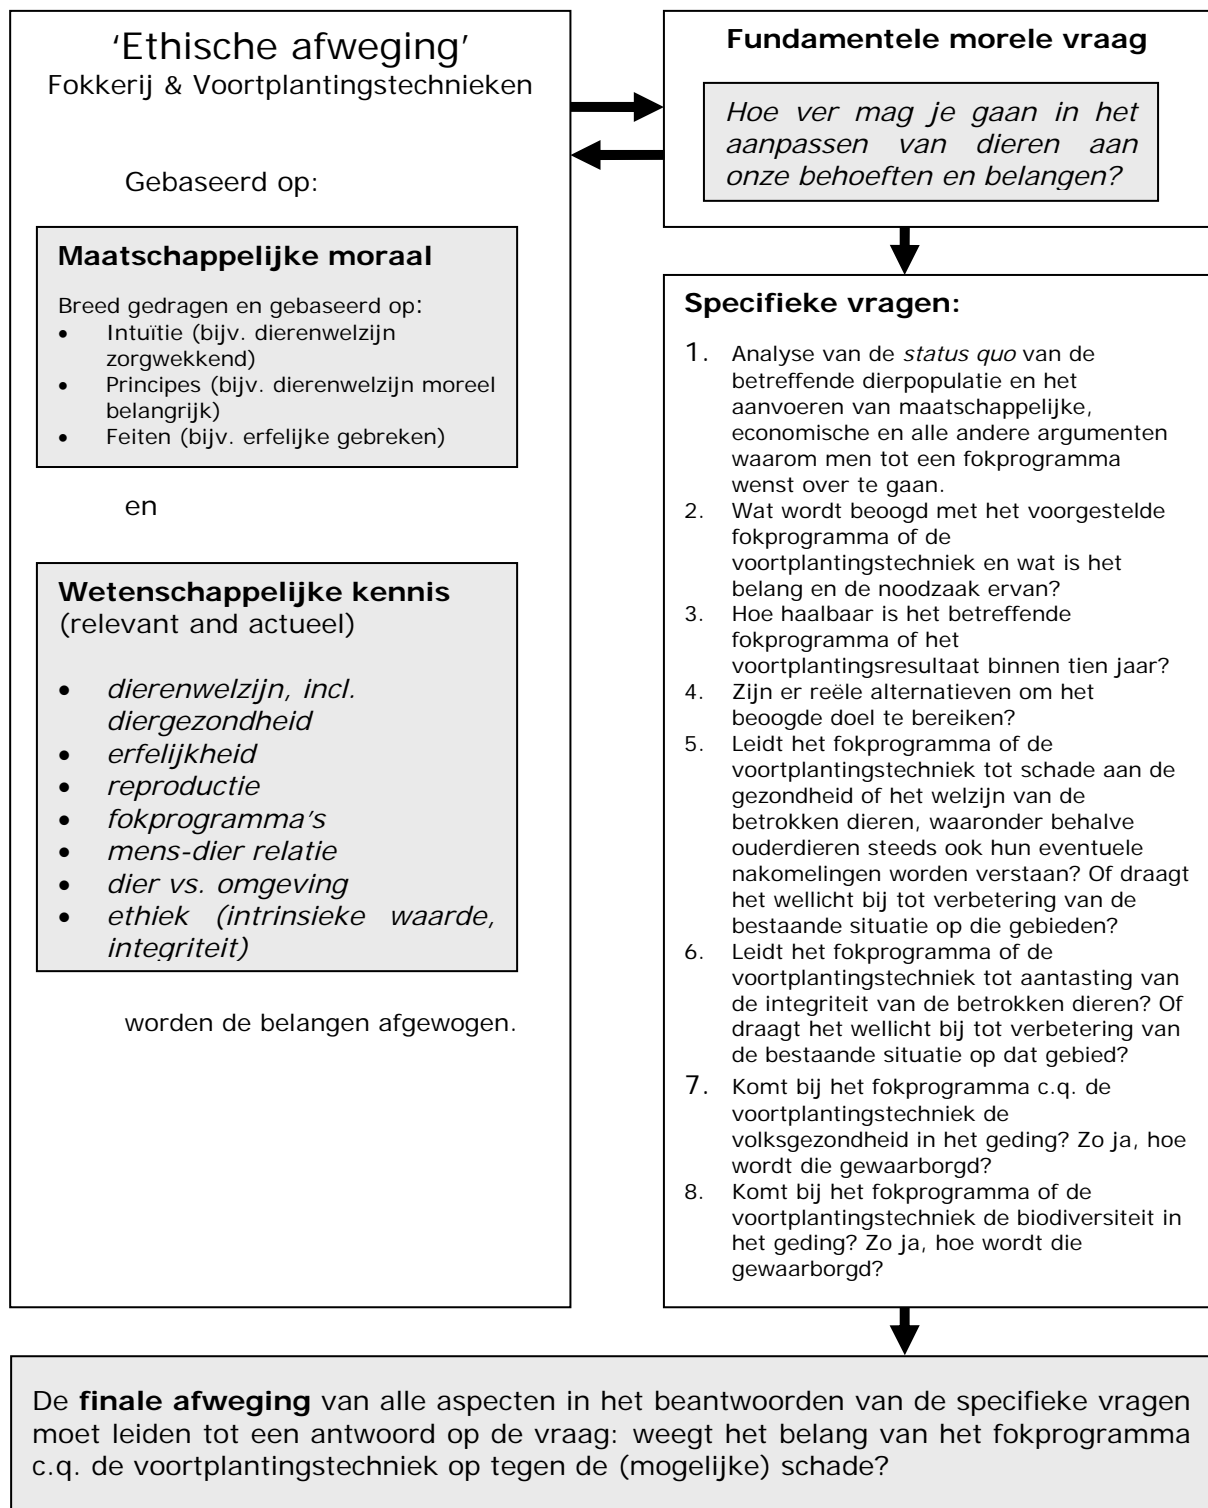 ‘Ethische afweging’
Fokkerij & Voortplantingstechnieken
Gebaseerd op:
Maatschappelijke moraal
Breed gedragen en gebaseerd op:
• Intuïtie (bijv. dierenwelzijn
zorgwekkend)
• Principes (bijv. dierenwelzijn moreel
belangrijk)
• Feiten (bijv. erfelijke gebreken)
en
Wetenschappelijke kennis
(relevant and actueel)
• dierenwelzijn, incl.
diergezondheid
• erfelijkheid
• reproductie
• fokprogramma’s
• mens-dier relatie
• dier vs. omgeving
• ethiek (intrinsieke waarde,
integriteit)
worden de belangen afgewogen.
Fundamentele morele vraag
Hoe ver mag je gaan in het
aanpassen van dieren aan
onze behoeften en belangen?
Specifieke vragen:
1. Analyse van de status quo van de
betreffende dierpopulatie en het
aanvoeren van maatschappelijke,
economische en alle andere argumenten
waarom men tot een fokprogramma
wenst over te gaan.
2. Wat wordt beoogd met het voorgestelde
fokprogramma of de
voortplantingstechniek en wat is het
belang en de noodzaak ervan?
3. Hoe haalbaar is het betreffende
fokprogramma of het
voortplantingsresultaat binnen tien jaar?
4. Zijn er reële alternatieven om het
beoogde doel te bereiken?
5. Leidt het fokprogramma of de
voortplantingstechniek tot schade aan de
gezondheid of het welzijn van de
betrokken dieren, waaronder behalve
ouderdieren steeds ook hun eventuele
nakomelingen worden verstaan? Of draagt
het wellicht bij tot verbetering van de
bestaande situatie op die gebieden?
6. Leidt het fokprogramma of de
voortplantingstechniek tot aantasting van
de integriteit van de betrokken dieren? Of
draagt het wellicht bij tot verbetering van
de bestaande situatie op dat gebied?
7. Komt bij het fokprogramma c.q. de
voortplantingstechniek de
volksgezondheid in het geding? Zo ja, hoe
wordt die gewaarborgd?
8. Komt bij het fokprogramma of de
voortplantingstechniek de biodiversiteit in
het geding? Zo ja, hoe wordt die
gewaarborgd?
De finale afweging van alle aspecten in het beantwoorden van de specifieke vragen
moet leiden tot een antwoord op de vraag: weegt het belang van het fokprogramma
c.q. de voortplantingstechniek op tegen de (mogelijke) schade?